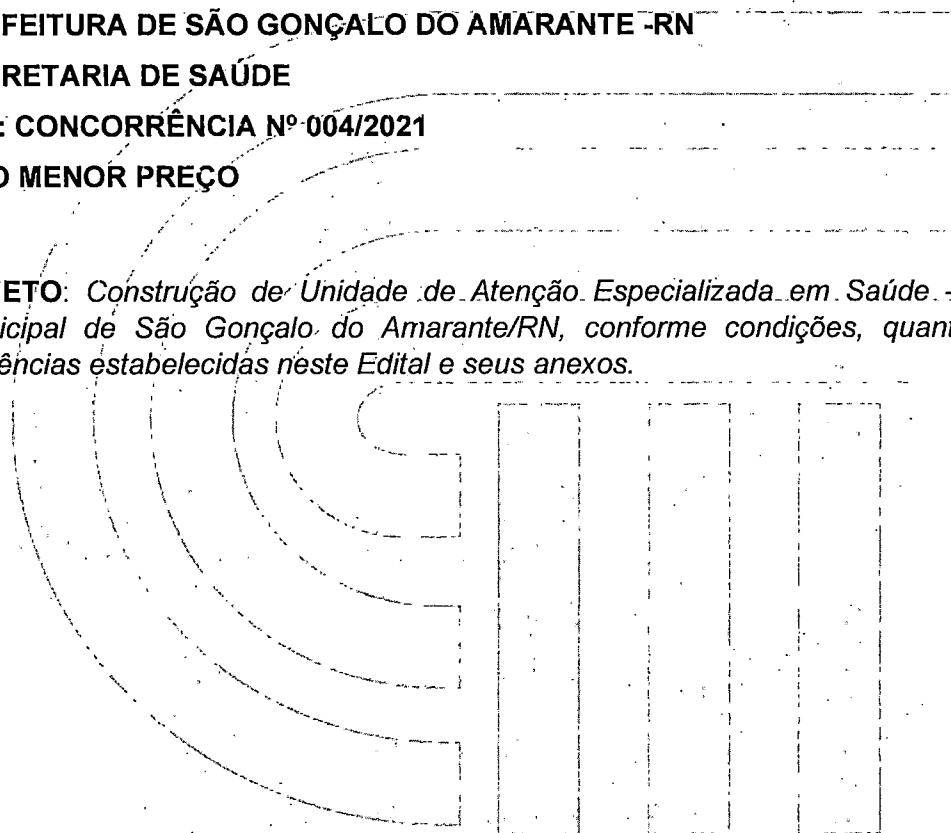 FEITURA DE SÃO GONÇALO DO AMARANTE -RN
RETARIA DE SAÚDE
: CONCORRÊNCIA Nº 004/2021
O MENOR PREÇO
ETO: Construção de Unidade de Atenção Especializada em Saúde -
icipal de São Gonçalo do Amarante/RN, conforme condições, quan
ências estabelecidas neste Edital e seus anexos.